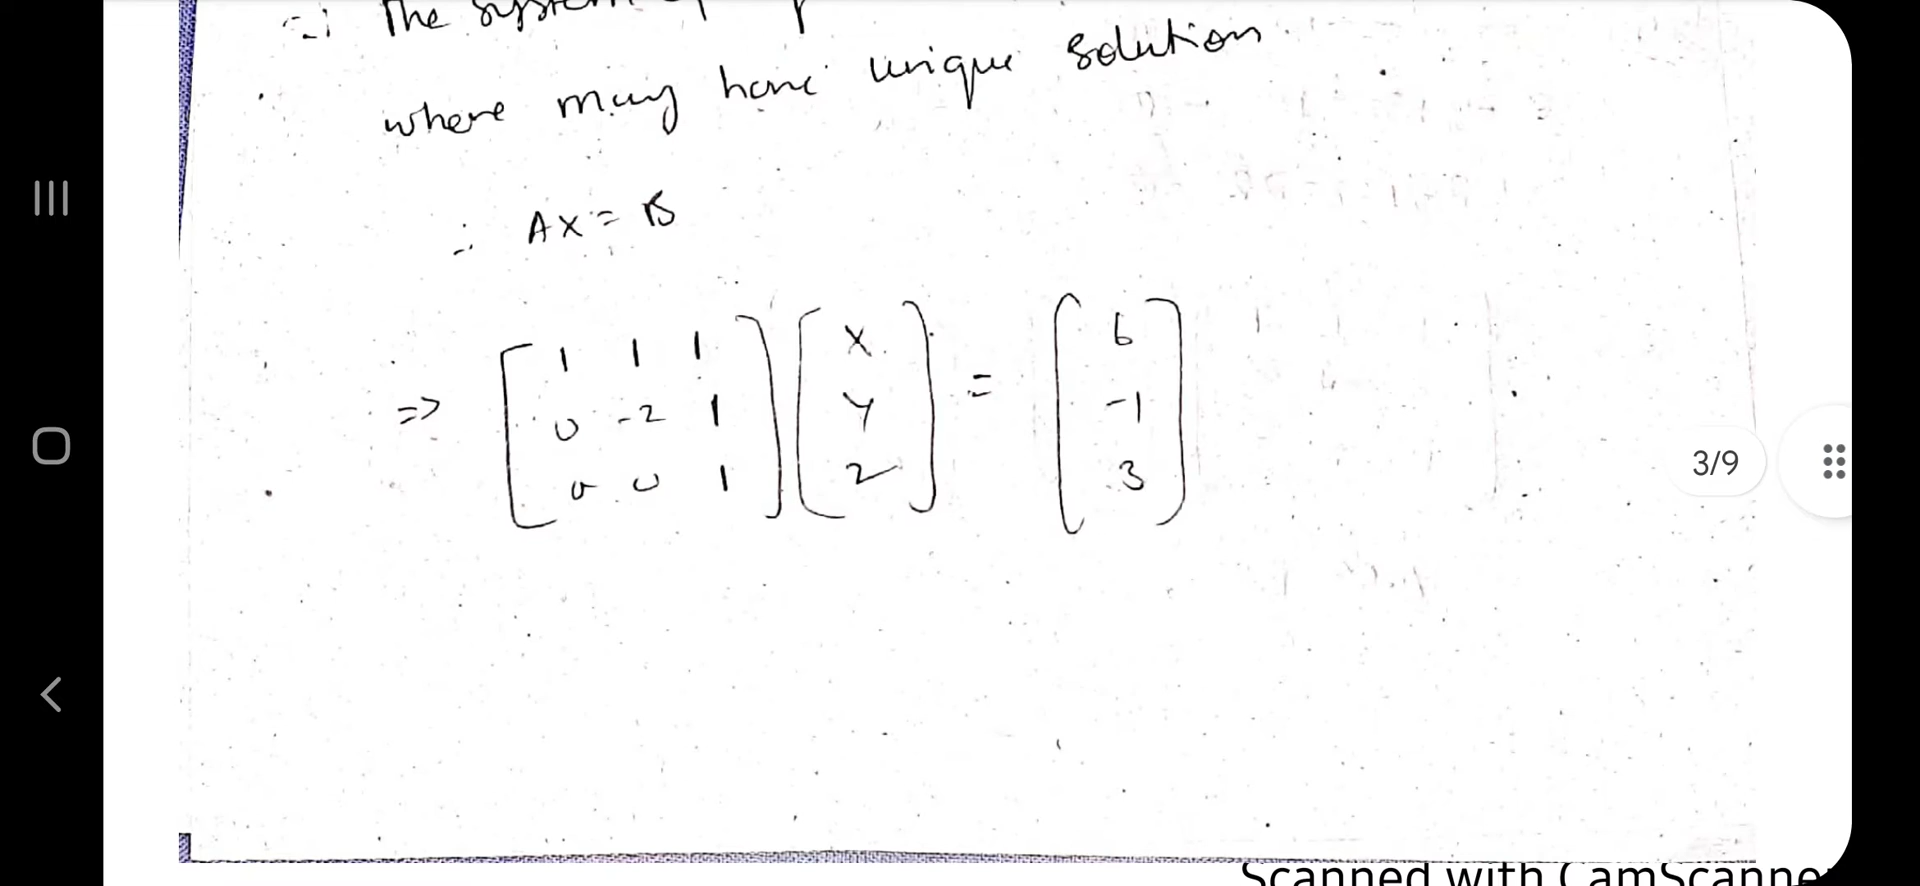 ∴ The system
where may have unique solution
∴ AX = B
=> [ 1 1 1 ] [ x ] = [ 6 ]
[ 0 -2 1 ] [ y ] [ -1 ]
[ 0 0 1 ] [ z ] [ 3 ]
3/9
Scanned with CamScanne